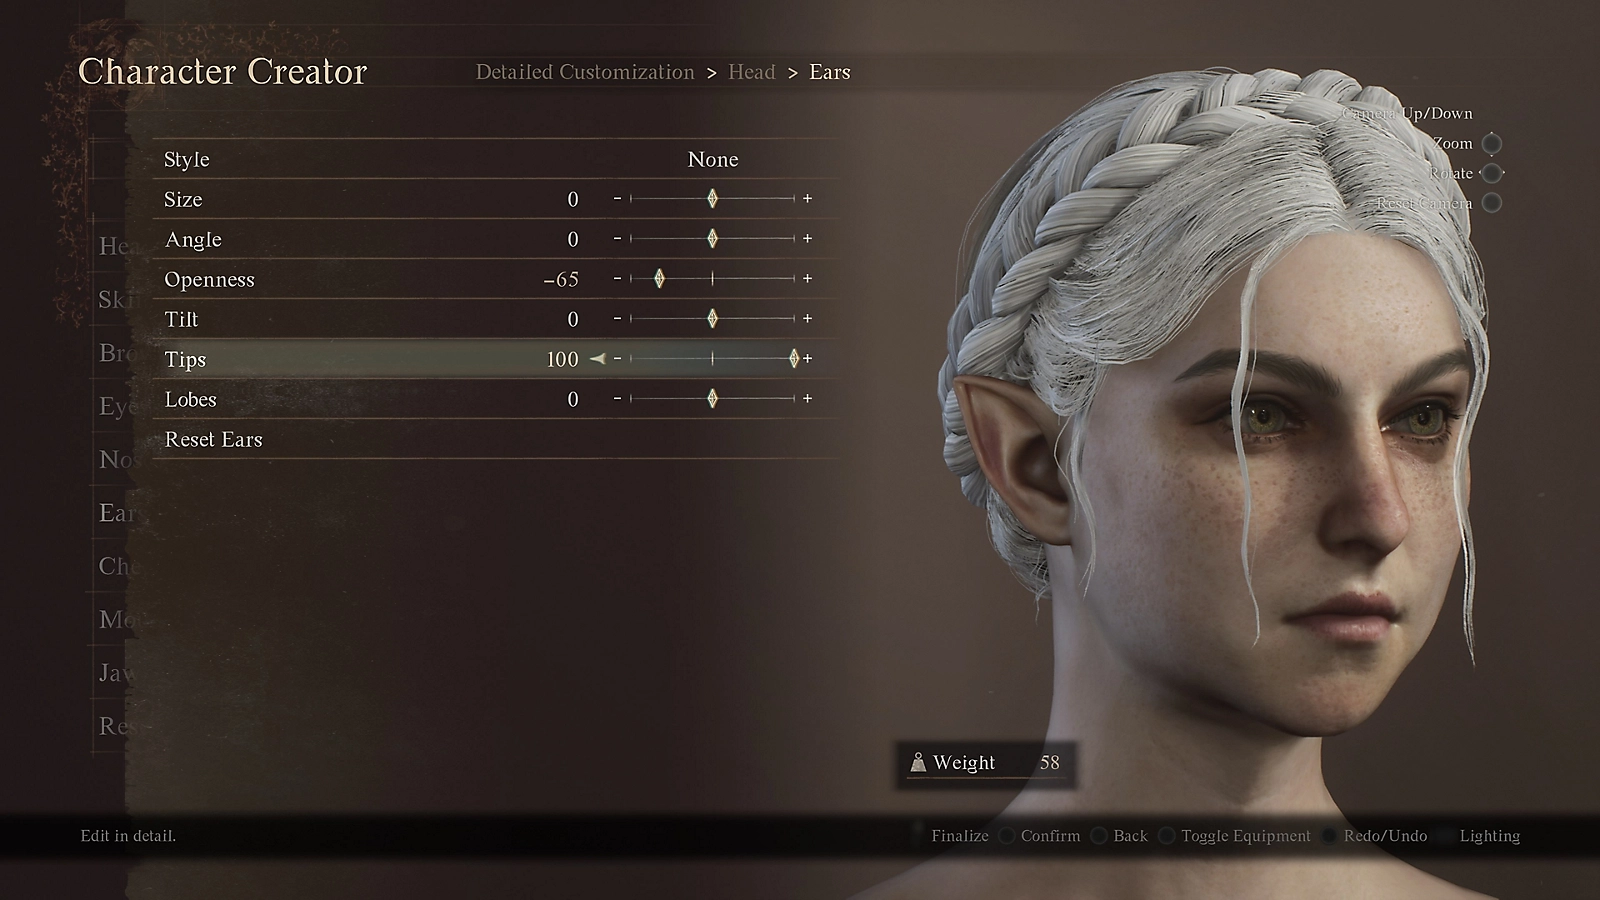 Character Creator
Detailed Customization > Head > Ears
Camera Up/Down
Zoom
Rotate
Reset Camera
Style None
Size 0 - +
Angle 0 - +
Openness -65 - +
Tilt 0 - +
Tips 100 - +
Lobes 0 - +
Reset Ears
Ears
Weight 58
Edit in detail.
Finalize Confirm Back Toggle Equipment Redo/Undo Lighting